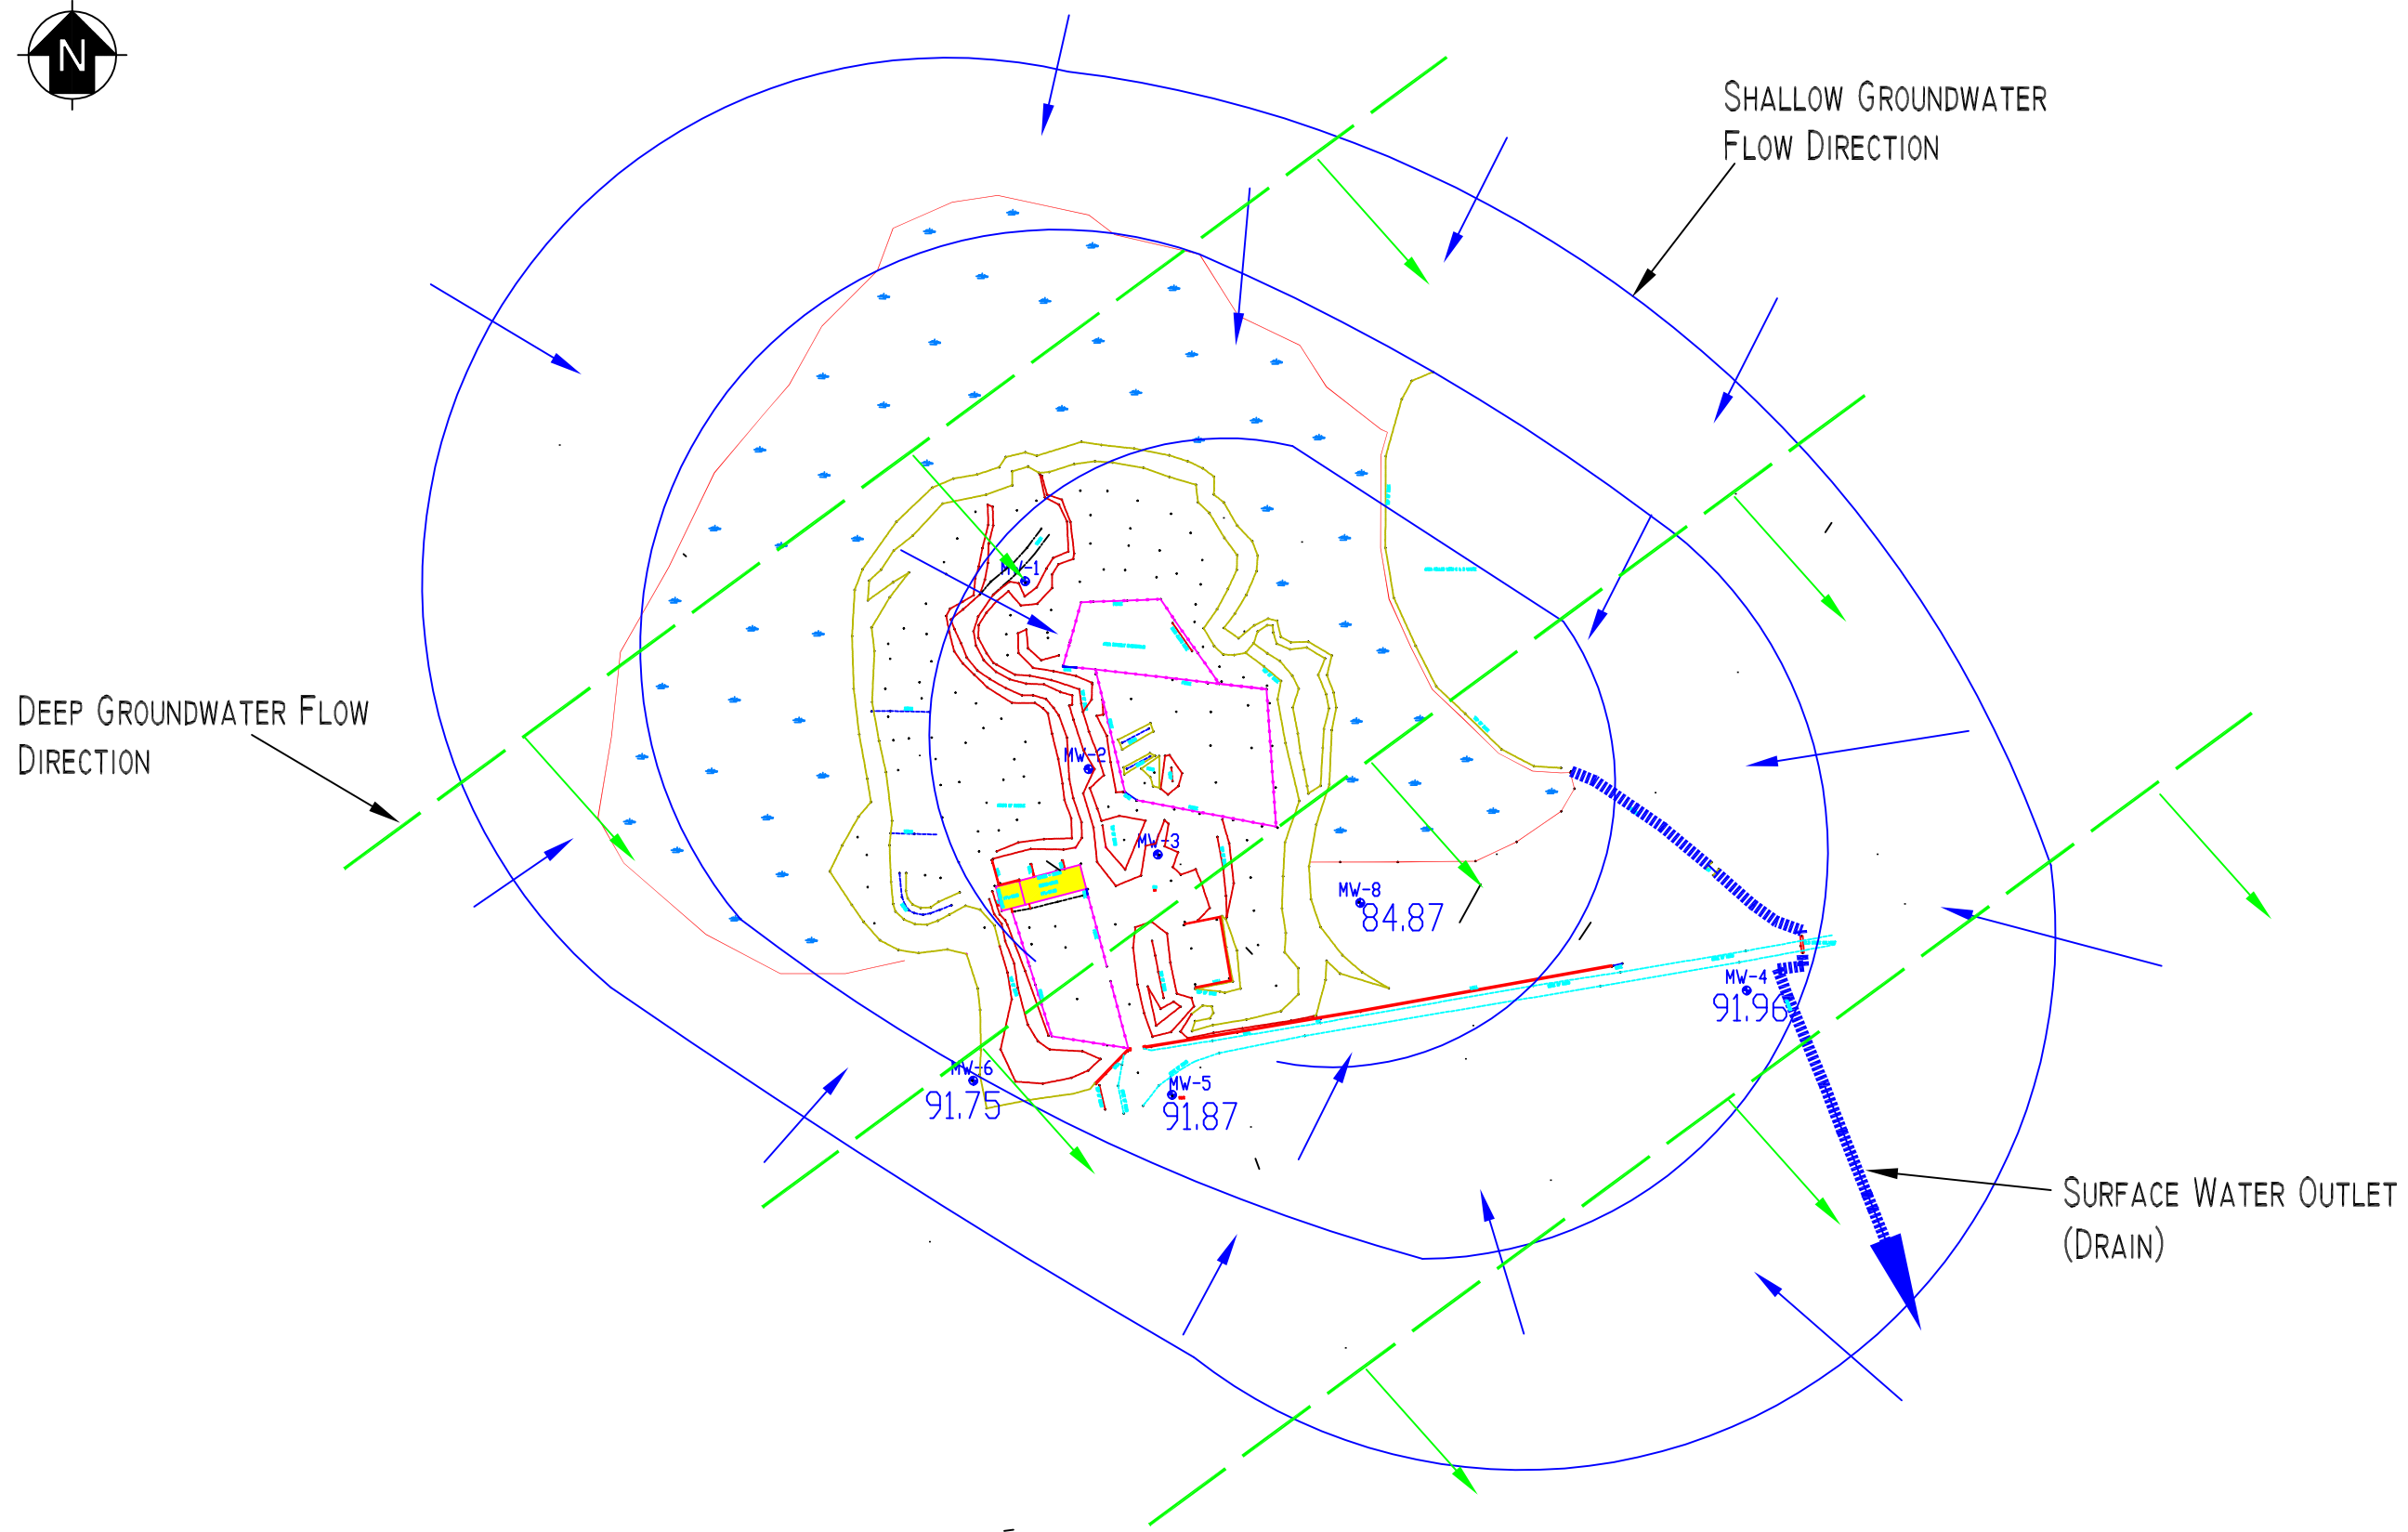 N
SHALLOW GROUNDWATER
FLOW DIRECTION
MW-1
DEEP GROUNDWATER FLOW
DIRECTION
MW-2
MW-3
MW-8
84.87
MW-4
91.96
MW-6
91.75
MW-5
91.87
SURFACE WATER OUTLET
(DRAIN)